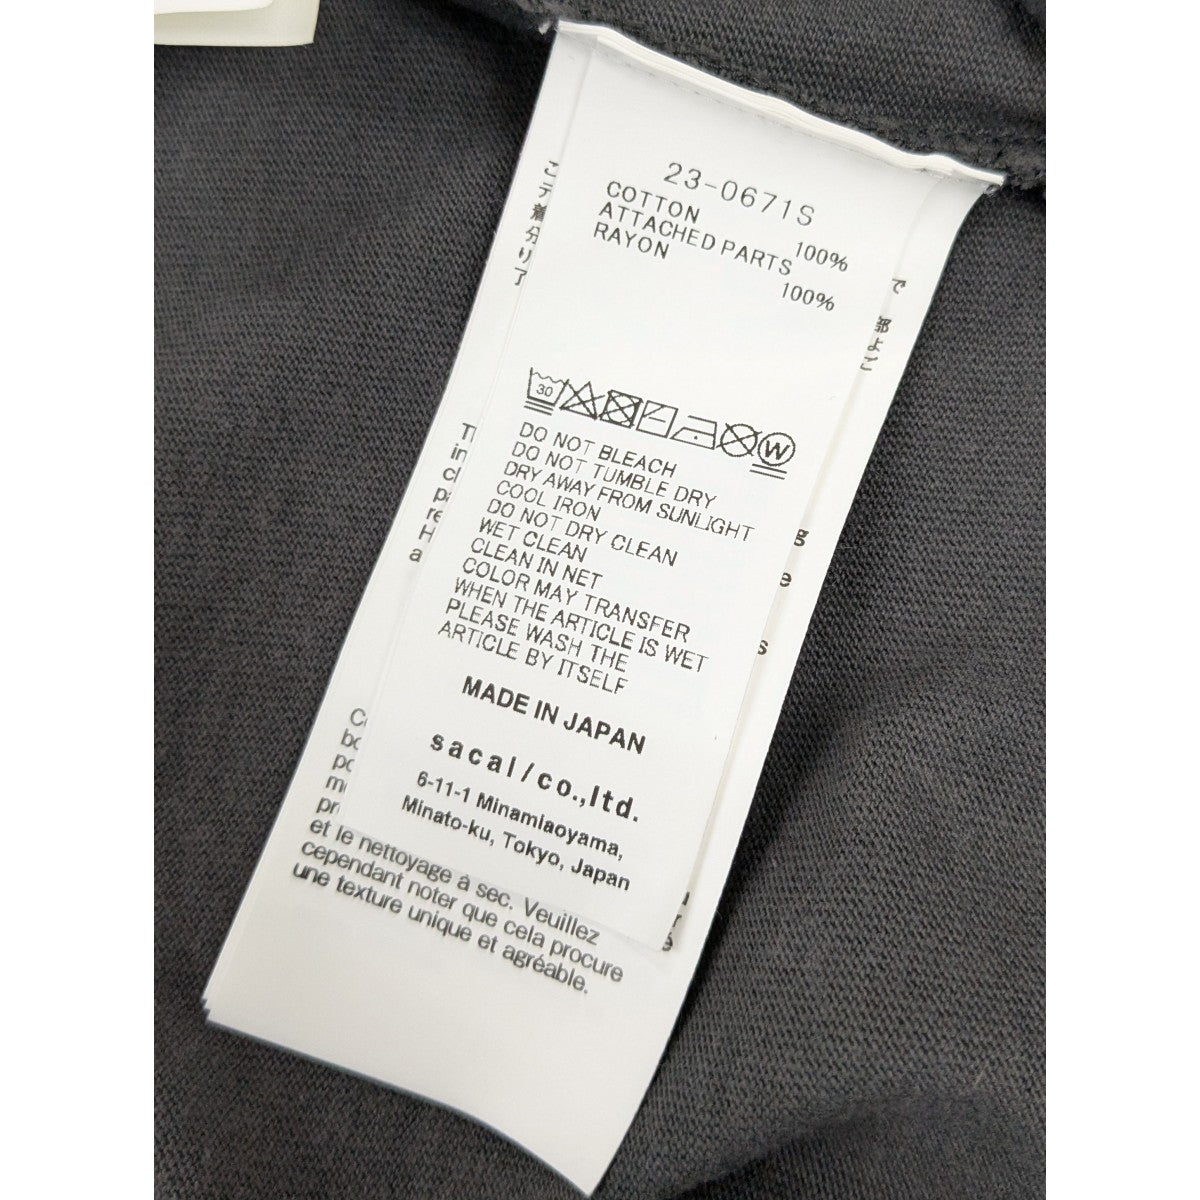 23-0671S
COTTON 100%
ATTACHED PARTS
RAYON 100%
30
W
DO NOT BLEACH
DO NOT TUMBLE DRY
DRY AWAY FROM SUNLIGHT
COOL IRON
DO NOT DRY CLEAN
WET CLEAN
CLEAN IN NET
COLOR MAY TRANSFER
WHEN THE ARTICLE IS WET
PLEASE WASH THE
ARTICLE BY ITSELF
MADE IN JAPAN
sacai/co.,ltd.
6-11-1 Minamiaoyama,
Minato-ku, Tokyo, Japan
et le nettoyage à sec. Veuillez
cependant noter que cela procure
une texture unique et agréable.